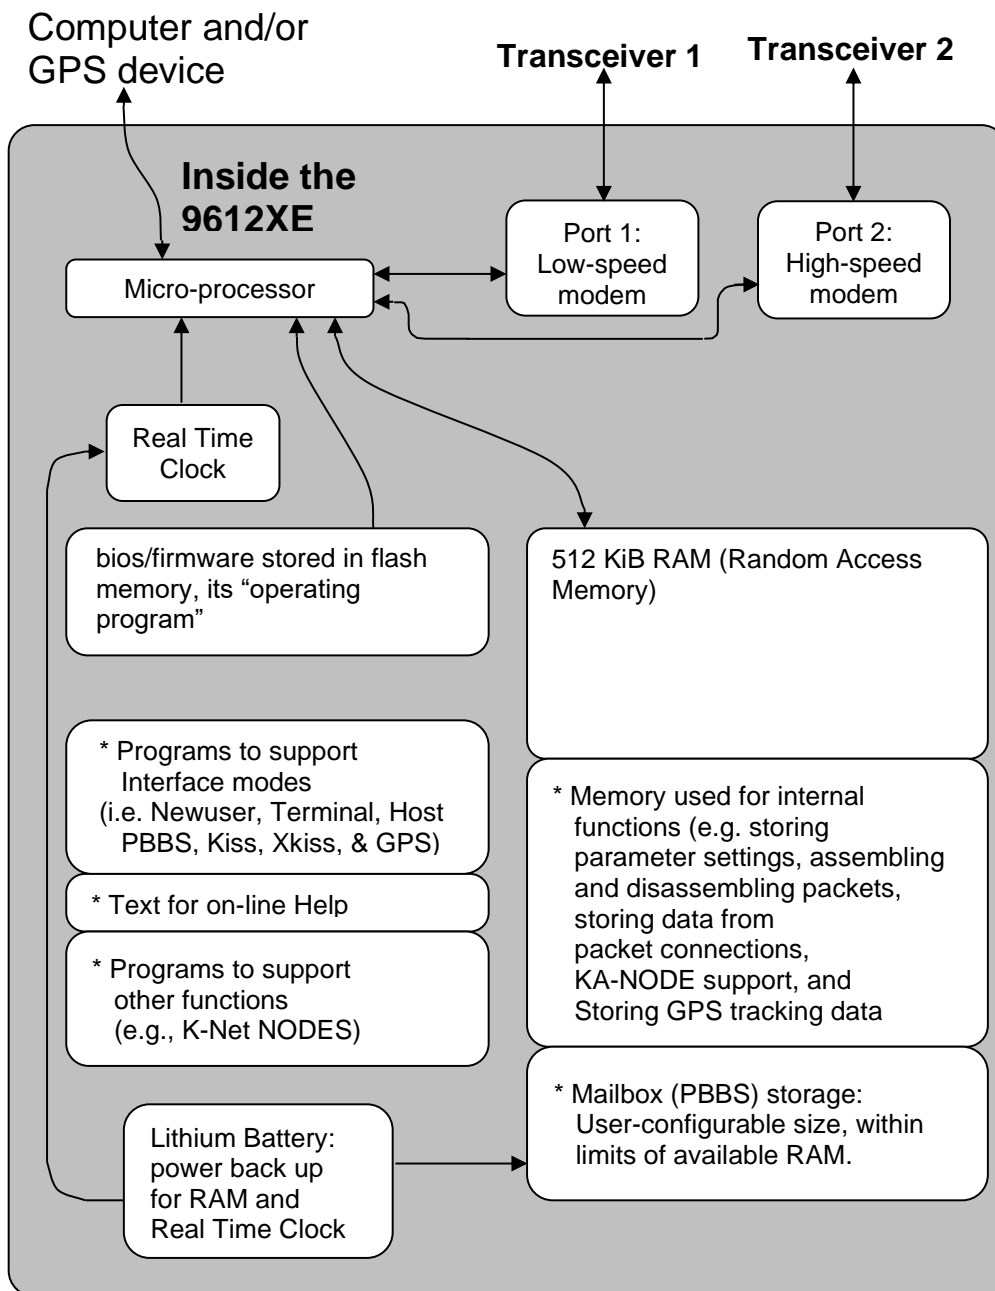 Computer and/or
GPS device
Transceiver 1
Transceiver 2
Inside the
9612XE
Port 1:
Low-speed
modem
Port 2:
High-speed
modem
Micro-processor
Real Time
Clock
bios/firmware stored in flash
memory, its “operating
program”
512 KiB RAM (Random Access
Memory)
* Programs to support
Interface modes
(i.e. Newuser, Terminal, Host
PBBS, Kiss, Xkiss, & GPS)
* Text for on-line Help
* Programs to support
other functions
(e.g., K-Net NODES)
* Memory used for internal
functions (e.g. storing
parameter settings, assembling
and disassembling packets,
storing data from
packet connections,
KA-NODE support, and
Storing GPS tracking data
* Mailbox (PBBS) storage:
User-configurable size, within
limits of available RAM.
Lithium Battery:
power back up
for RAM and
Real Time Clock